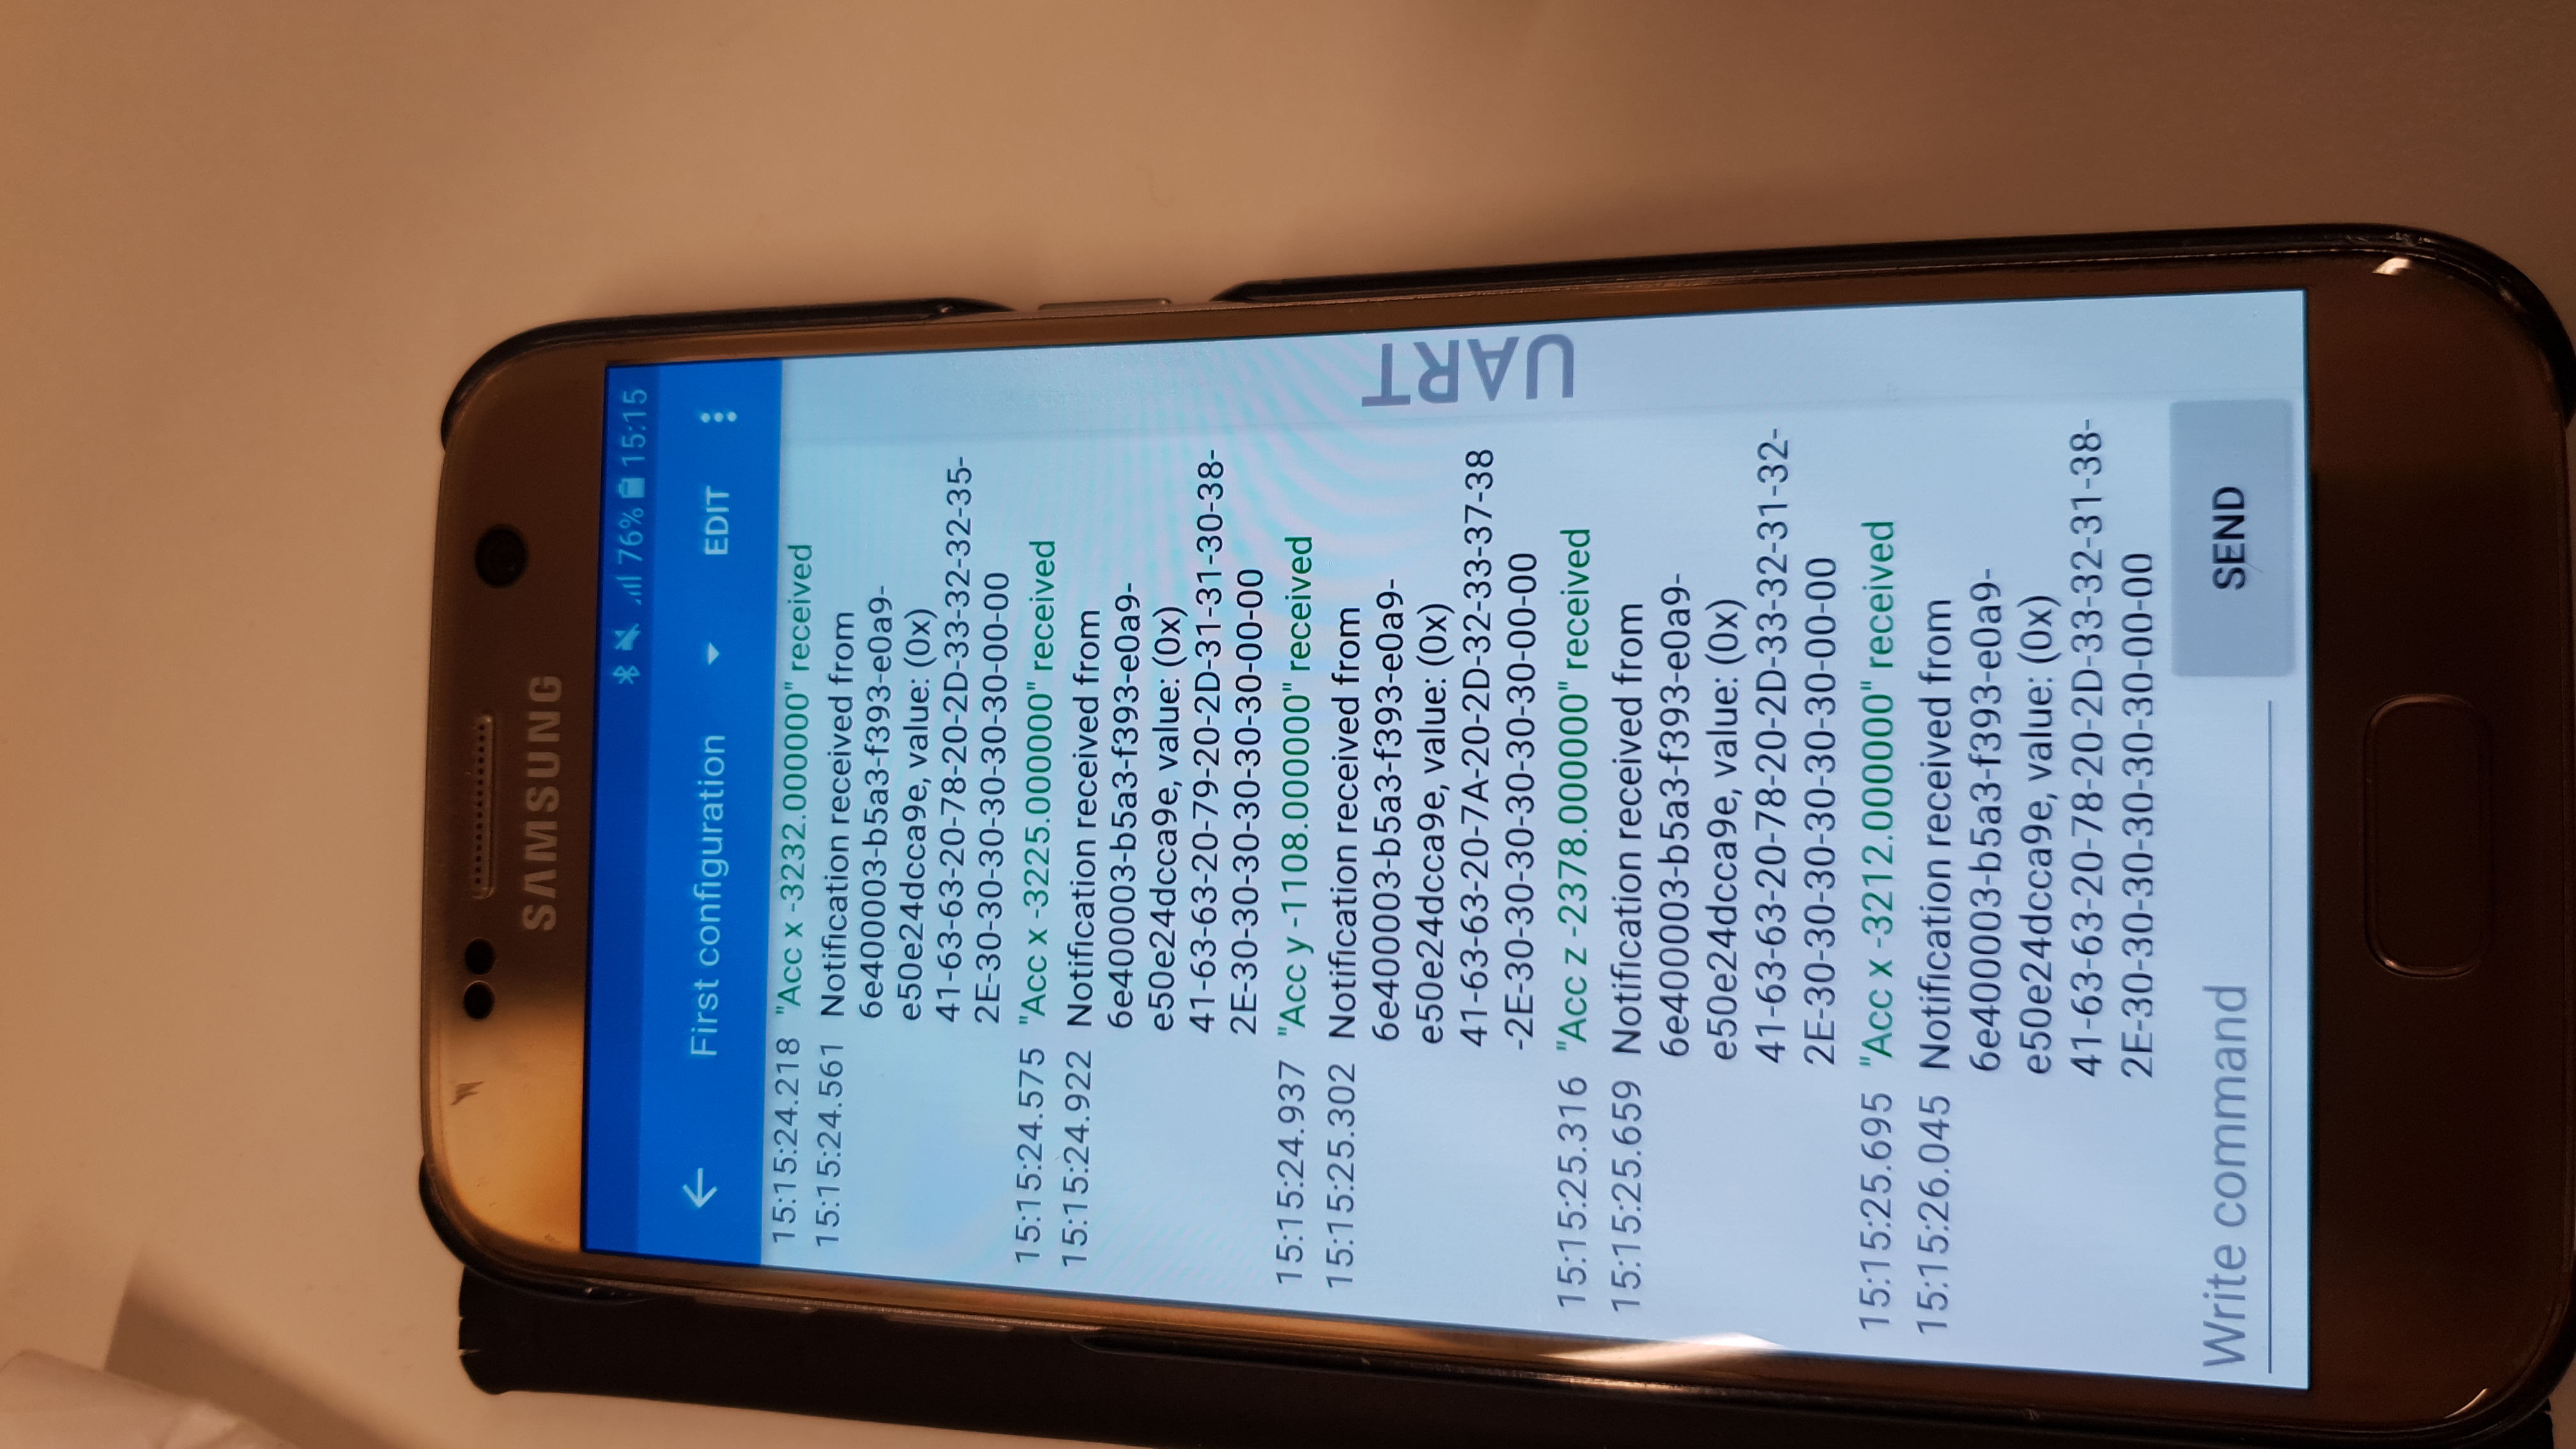 SAMSUNG
76% 15:15
First configuration EDIT
15:15:24.218 "Acc x -3232.000000" received
15:15:24.561 Notification received from
6e400003-b5a3-f393-e0a9-
e50e24dcca9e, value: (0x)
41-63-63-20-78-20-2D-33-32-32-35-
2E-30-30-30-30-30-30-00-00
15:15:24.575 "Acc x -3225.000000" received
15:15:24.922 Notification received from
6e400003-b5a3-f393-e0a9-
e50e24dcca9e, value: (0x)
41-63-63-20-79-20-2D-31-31-30-38-
2E-30-30-30-30-30-30-00-00
15:15:24.937 "Acc y -1108.000000" received
15:15:25.302 Notification received from
6e400003-b5a3-f393-e0a9-
e50e24dcca9e, value: (0x)
41-63-63-20-7A-20-2D-32-33-37-38
-2E-30-30-30-30-30-30-00-00
15:15:25.316 "Acc z -2378.000000" received
15:15:25.659 Notification received from
6e400003-b5a3-f393-e0a9-
e50e24dcca9e, value: (0x)
41-63-63-20-78-20-2D-33-32-31-32-
2E-30-30-30-30-30-30-00-00
15:15:25.695 "Acc x -3212.000000" received
15:15:26.045 Notification received from
6e400003-b5a3-f393-e0a9-
e50e24dcca9e, value: (0x)
41-63-63-20-78-20-2D-33-32-31-38-
2E-30-30-30-30-30-30-00-00
UART
Write command SEND